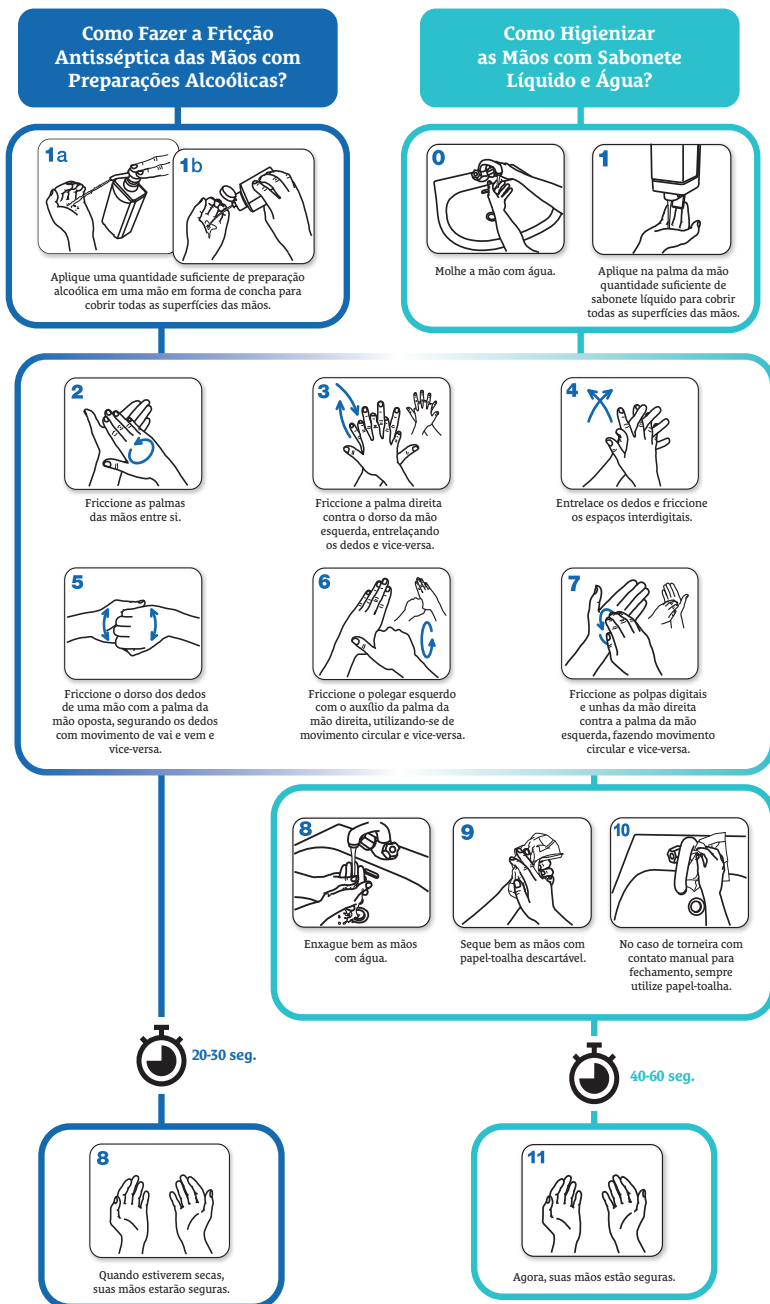 Como Fazer a Fricção
Antisséptica das Mãos com
Preparações Alcoólicas?
Como Higienizar
as Mãos com Sabonete
Líquido e Água?
1a
1b
Aplique uma quantidade suficiente de preparação
alcoólica em uma mão em forma de concha para
cobrir todas as superfícies das mãos.
0
Molhe a mão com água.
1
Aplique na palma da mão
quantidade suficiente de
sabonete líquido para cobrir
todas as superfícies das mãos.
2
Friccione as palmas
das mãos entre si.
3
Friccione a palma direita
contra o dorso da mão
esquerda, entrelaçando
os dedos e vice-versa.
4
Entrelace os dedos e friccione
os espaços interdigitais.
5
Friccione o dorso dos dedos
de uma mão com a palma da
mão oposta, segurando os dedos
com movimento de vai e vem e
vice-versa.
6
Friccione o polegar esquerdo
com o auxílio da palma da
mão direita, utilizando-se de
movimento circular e vice-versa.
7
Friccione as polpas digitais
e unhas da mão direita
contra a palma da mão
esquerda, fazendo movimento
circular e vice-versa.
8
Enxague bem as mãos
com água.
9
Seque bem as mãos com
papel-toalha descartável.
10
No caso de torneira com
contato manual para
fechamento, sempre
utilize papel-toalha.
20-30 seg.
40-60 seg.
8
Quando estiverem secas,
suas mãos estarão seguras.
11
Agora, suas mãos estão seguras.